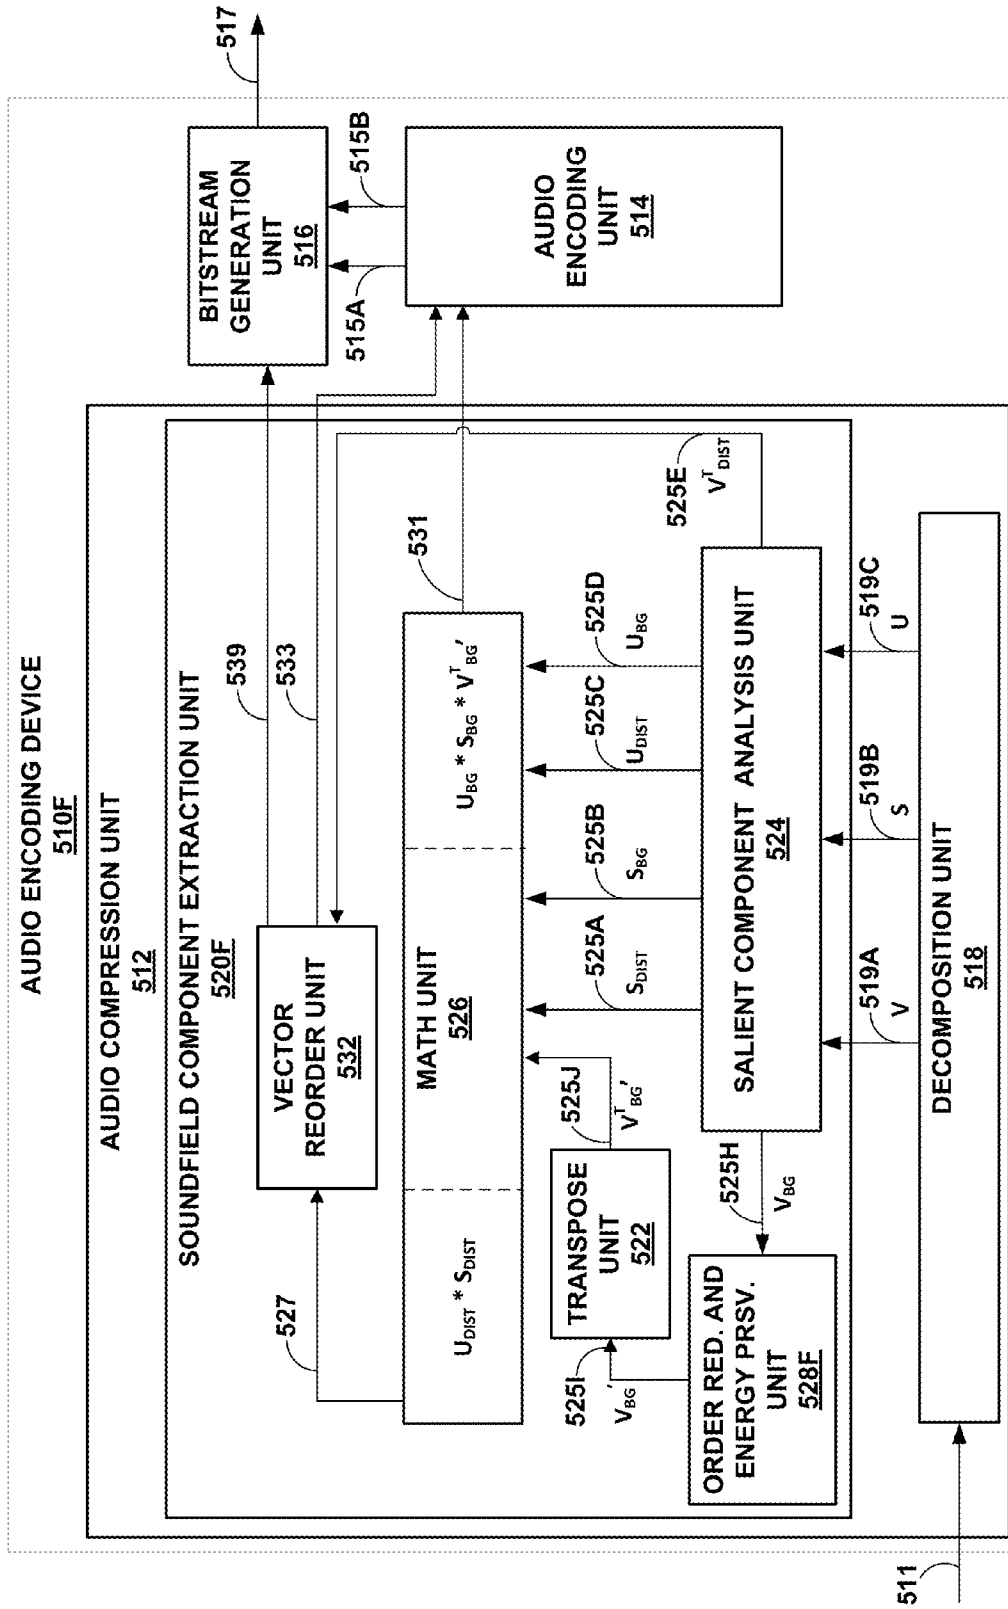 AUDIO ENCODING DEVICE
510F
AUDIO COMPRESSION UNIT
512
SOUNDFIELD COMPONENT EXTRACTION UNIT
520F
539
533
517
VECTOR
REORDER UNIT
532
BITSTREAM
GENERATION
UNIT
516
527
531
515A
515B
U_DIST * S_DIST
MATH UNIT
526
U_BG * S_BG * V^T_BG'
AUDIO
ENCODING
UNIT
514
525I
V_BG'
TRANSPOSE
UNIT
522
525J
V^T_BG'
525A
S_DIST
525B
S_BG
525C
U_DIST
525D
U_BG
525E
V^T_DIST
ORDER RED. AND
ENERGY PRSV.
UNIT
528F
525H
V_BG
SALIENT COMPONENT ANALYSIS UNIT
524
519A
V
519B
S
519C
U
DECOMPOSITION UNIT
518
511